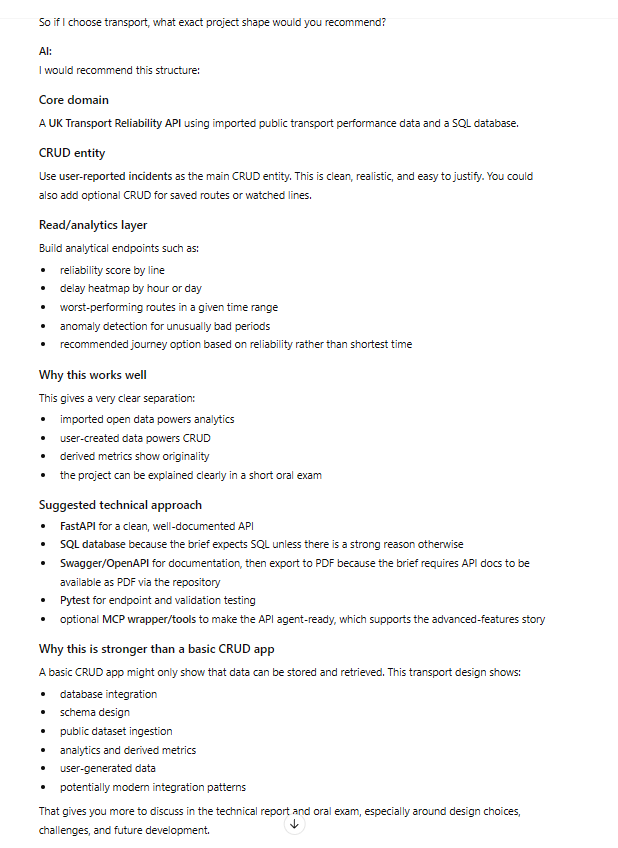 So if I choose transport, what exact project shape would you recommend?
AI:
I would recommend this structure:
Core domain
A UK Transport Reliability API using imported public transport performance data and a SQL database.
CRUD entity
Use user-reported incidents as the main CRUD entity. This is clean, realistic, and easy to justify. You could
also add optional CRUD for saved routes or watched lines.
Read/analytics layer
Build analytical endpoints such as:
• reliability score by line
• delay heatmap by hour or day
• worst-performing routes in a given time range
• anomaly detection for unusually bad periods
• recommended journey option based on reliability rather than shortest time
Why this works well
This gives a very clear separation:
• imported open data powers analytics
• user-created data powers CRUD
• derived metrics show originality
• the project can be explained clearly in a short oral exam
Suggested technical approach
• FastAPI for a clean, well-documented API
• SQL database because the brief expects SQL unless there is a strong reason otherwise
• Swagger/OpenAPI for documentation, then export to PDF because the brief requires API docs to be
available as PDF via the repository
• Pytest for endpoint and validation testing
• optional MCP wrapper/tools to make the API agent-ready, which supports the advanced-features story
Why this is stronger than a basic CRUD app
A basic CRUD app might only show that data can be stored and retrieved. This transport design shows:
• database integration
• schema design
• public dataset ingestion
• analytics and derived metrics
• user-generated data
• potentially modern integration patterns
That gives you more to discuss in the technical report and oral exam, especially around design choices,
challenges, and future development.